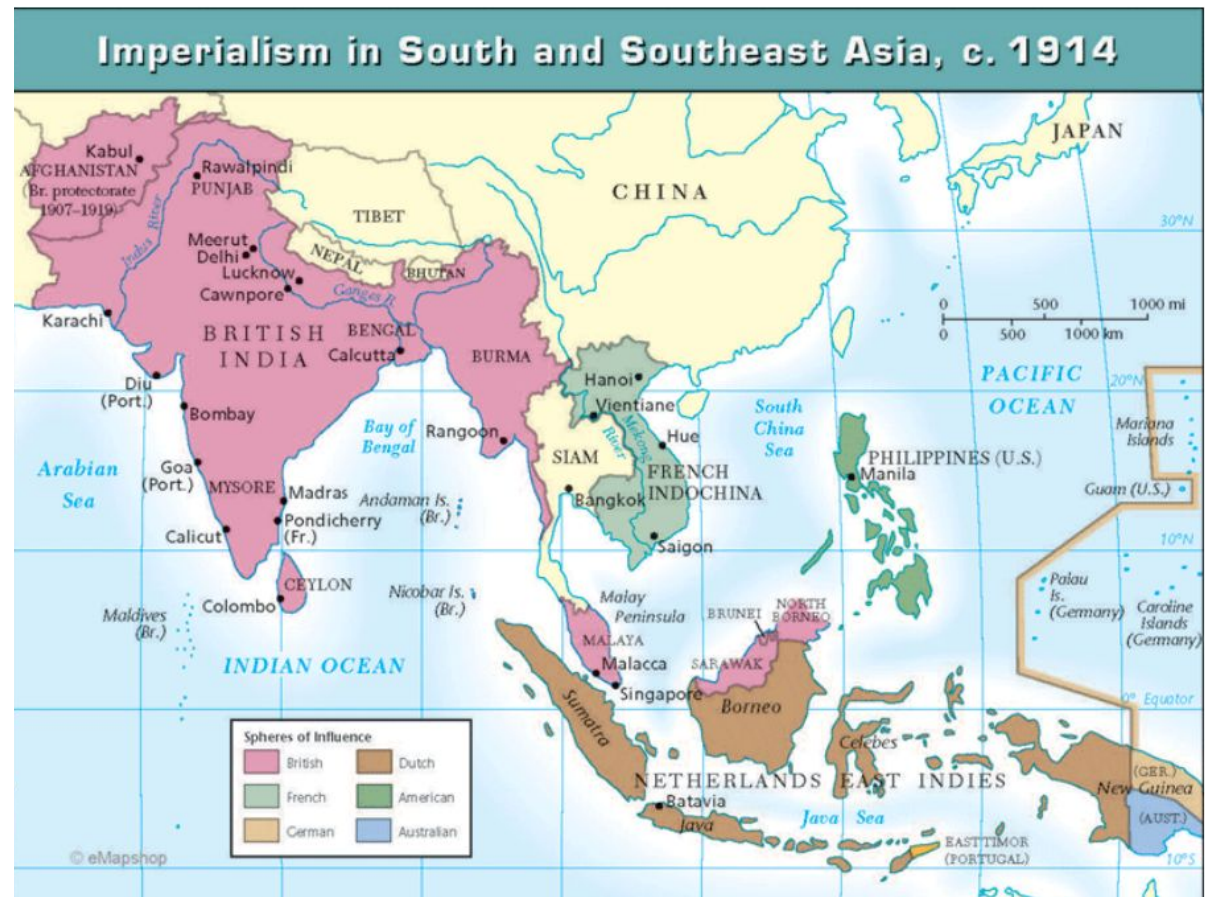 Imperialism in South and Southeast Asia, c. 1914
JAPAN
Kabul
AFGHANISTAN
(Br. protectorate
1907–1919)
Rawalpindi
PUNJAB
Indus River
CHINA
TIBET
30°N
Meerut
Delhi
NEPAL
Lucknow
BHUTAN
Cawnpore
Ganges R.
0 500 1000 mi
0 500 1000 km
Karachi
BRITISH
INDIA
BENGAL
Calcutta
BURMA
Hanoi
PACIFIC
OCEAN
20°N
Diu
(Port.)
Bombay
Vientiane
Mekong
River
South
China
Sea
Mariana
Islands
Bay of
Bengal
Rangoon
Hue
Arabian
Sea
Goa
(Port.)
SIAM
FRENCH
INDOCHINA
PHILIPPINES (U.S.)
Manila
MYSORE
Madras
Andaman Is.
(Br.)
Bangkok
Guam (U.S.)
Pondicherry
(Fr.)
Calicut
Saigon
10°N
CEYLON
Colombo
Nicobar Is.
(Br.)
Malay
Peninsula
Palau
Is.
(Germany)
Caroline
Islands
(Germany)
Maldives
(Br.)
BRUNEI
NORTH
BORNEO
MALAYA
INDIAN OCEAN
Malacca
SARAWAK
Singapore
Borneo
0° Equator
Sumatra
Celebes
NETHERLANDS EAST INDIES
(GER.)
New Guinea
(AUST.)
Batavia
Java
Java Sea
EAST TIMOR
(PORTUGAL)
10°S
Spheres of Influence
British
Dutch
French
American
German
Australian
© eMapshop